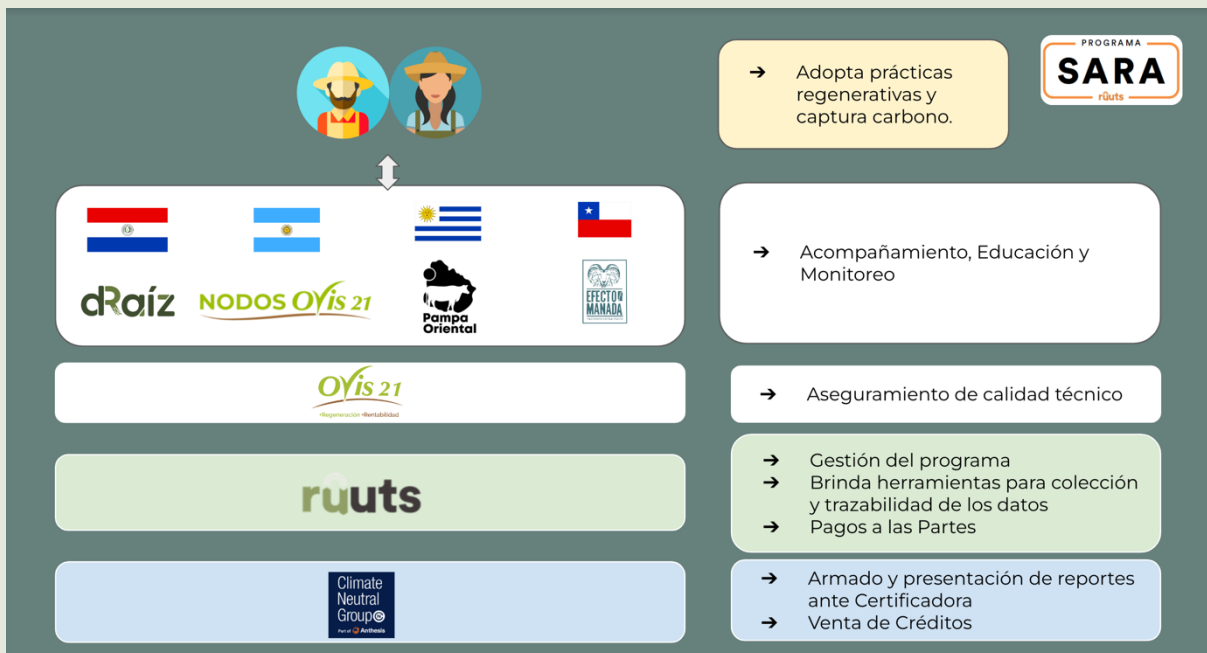 PROGRAMA
SARA
rûuts
➔ Adopta prácticas
regenerativas y
captura carbono.
dRaíz
NODOS OVis 21
Pampa
Oriental
EFECTO
MANADA
➔ Acompañamiento, Educación y
Monitoreo
OVis 21
•Regeneración •Rentabilidad
➔ Aseguramiento de calidad técnico
rûuts
➔ Gestión del programa
➔ Brinda herramientas para colección
y trazabilidad de los datos
➔ Pagos a las Partes
Climate
Neutral
Group
Part of Anthesis
➔ Armado y presentación de reportes
ante Certificadora
➔ Venta de Créditos